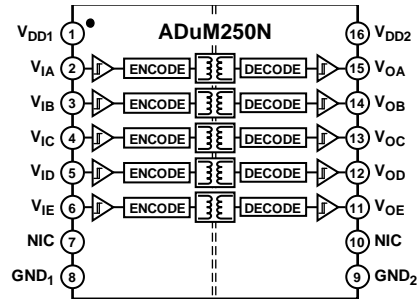 ADuM250N
VDD1 1 16 VDD2
VIA 2 ENCODE DECODE 15 VOA
VIB 3 ENCODE DECODE 14 VOB
VIC 4 ENCODE DECODE 13 VOC
VID 5 ENCODE DECODE 12 VOD
VIE 6 ENCODE DECODE 11 VOE
NIC 7 10 NIC
GND1 8 9 GND2